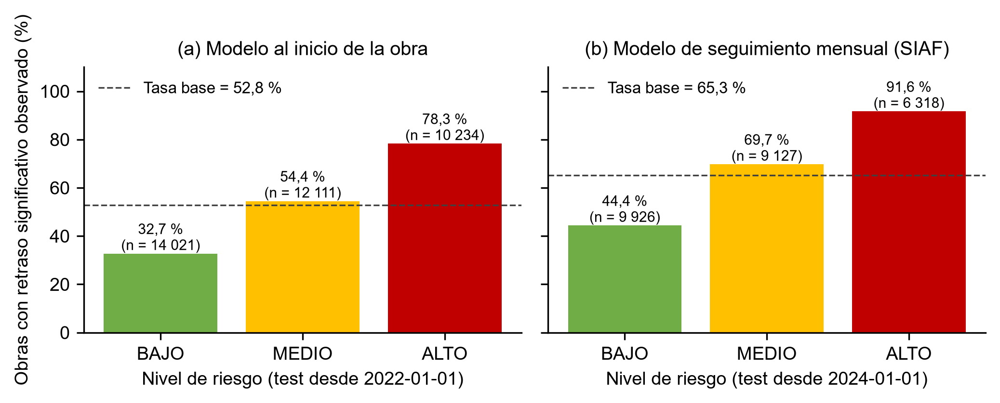 Obras con retraso significativo observado (%)
(a) Modelo al inicio de la obra
Tasa base = 52,8 %
100
80
60
40
20
0
32,7 %
(n = 14 021)
54,4 %
(n = 12 111)
78,3 %
(n = 10 234)
BAJO
MEDIO
ALTO
Nivel de riesgo (test desde 2022-01-01)
(b) Modelo de seguimiento mensual (SIAF)
Tasa base = 65,3 %
44,4 %
(n = 9 926)
69,7 %
(n = 9 127)
91,6 %
(n = 6 318)
BAJO
MEDIO
ALTO
Nivel de riesgo (test desde 2024-01-01)